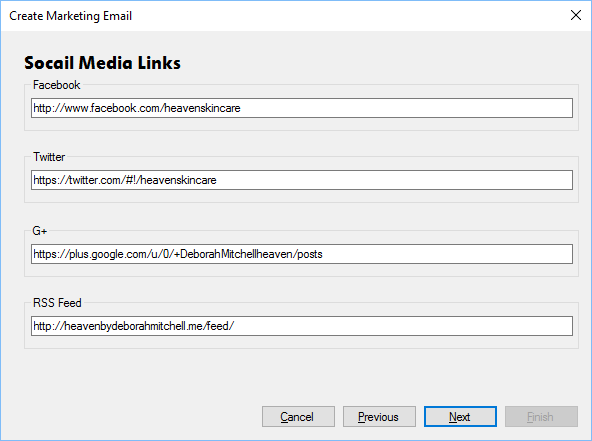 Create Marketing Email
Socail Media Links
Facebook
http://www.facebook.com/heavenskincare
Twitter
https://twitter.com/#!/heavenskincare
G+
https://plus.google.com/u/0/+DeborahMitchellheaven/posts
RSS Feed
http://heavenbydeborahmitchell.me/feed/
Cancel Previous Next Finish